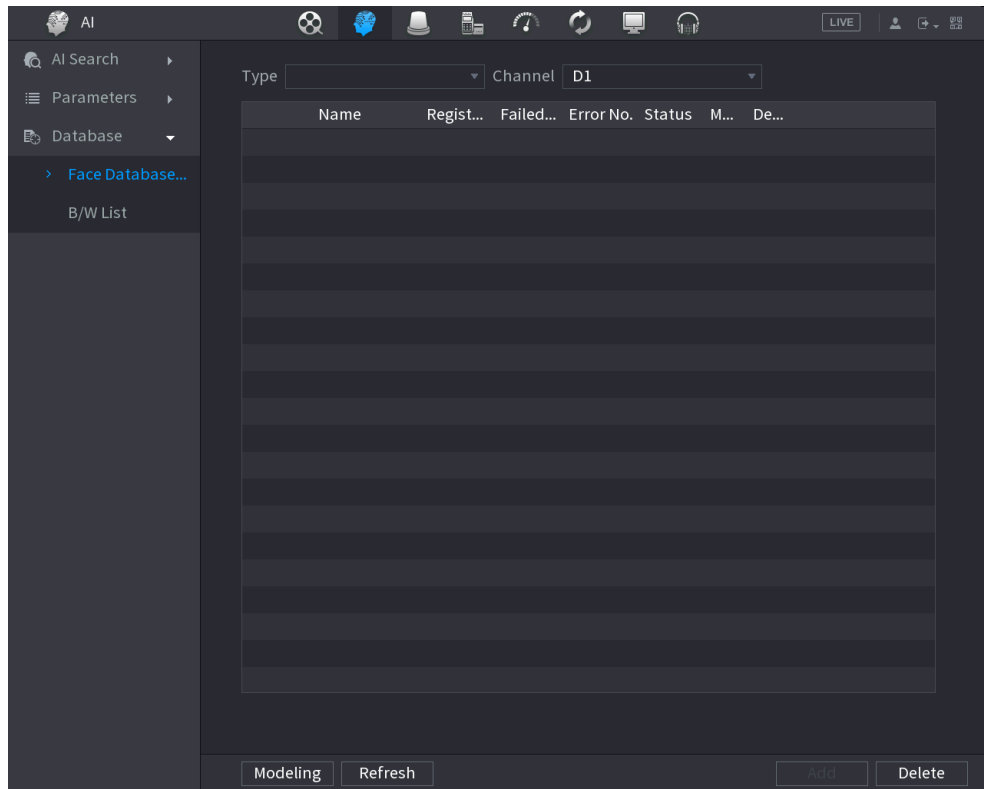 AI
LIVE
AI Search
Parameters
Database
Face Database...
B/W List
Type
Channel D1
Name Regist... Failed... Error No. Status M... De...
Modeling Refresh Add Delete